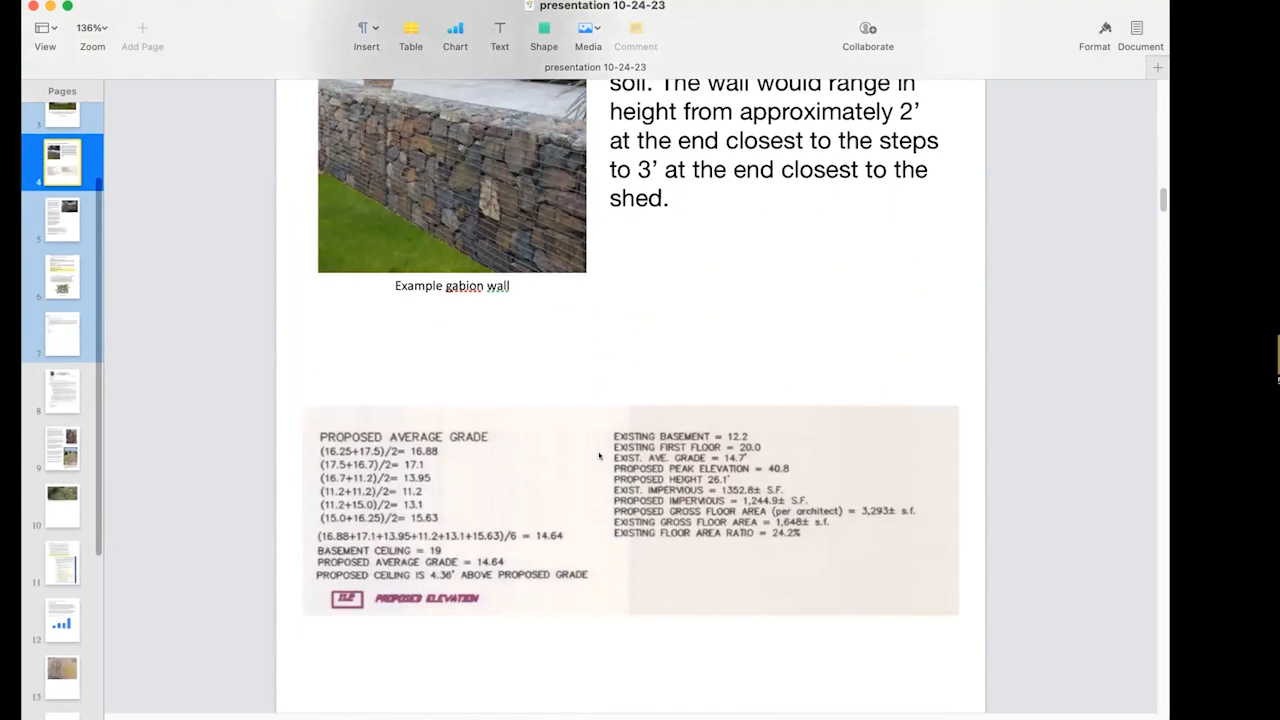 presentation 10-24-23
View
136%
Zoom
Add Page
Insert
Table
Chart
Text
Shape
Media
Comment
Collaborate
Format
Document
presentation 10-24-23
Pages
3
4
5
6
7
8
9
10
11
12
13
soil. The wall would range in
height from approximately 2’
at the end closest to the steps
to 3’ at the end closest to the
shed.
Example gabion wall
PROPOSED AVERAGE GRADE
(16.25+17.5)/2= 16.88
(17.5+16.7)/2= 17.1
(16.7+11.2)/2= 13.95
(11.2+11.2)/2= 11.2
(11.2+15.0)/2= 13.1
(15.0+16.25)/2= 15.63
(16.88+17.1+13.95+11.2+13.1+15.63)/6 = 14.64
BASEMENT CEILING = 19
PROPOSED AVERAGE GRADE = 14.64
PROPOSED CEILING IS 4.36' ABOVE PROPOSED GRADE
11.2 PROPOSED ELEVATION
EXISTING BASEMENT = 12.2
EXISTING FIRST FLOOR = 20.0
EXIST. AVE. GRADE = 14.7'
PROPOSED PEAK ELEVATION = 40.8
PROPOSED HEIGHT 26.1'
EXIST. IMPERVIOUS = 1352.8± S.F.
PROPOSED IMPERVIOUS = 1,244.9± S.F.
PROPOSED GROSS FLOOR AREA (per architect) = 3,293± s.f.
EXISTING GROSS FLOOR AREA = 1,648± s.f.
EXISTING FLOOR AREA RATIO = 24.2%